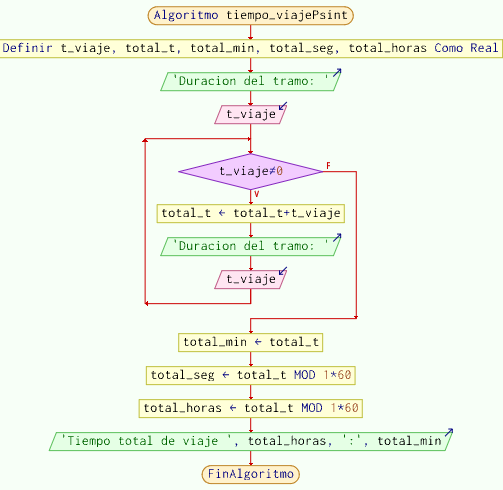 Algoritmo tiempo_viajePsint
Definir t_viaje, total_t, total_min, total_seg, total_horas Como Real
'Duracion del tramo: '
t_viaje
t_viaje≠0
F
V
total_t ← total_t+t_viaje
'Duracion del tramo: '
t_viaje
total_min ← total_t
total_seg ← total_t MOD 1*60
total_horas ← total_t MOD 1*60
'Tiempo total de viaje ', total_horas, ':', total_min
FinAlgoritmo